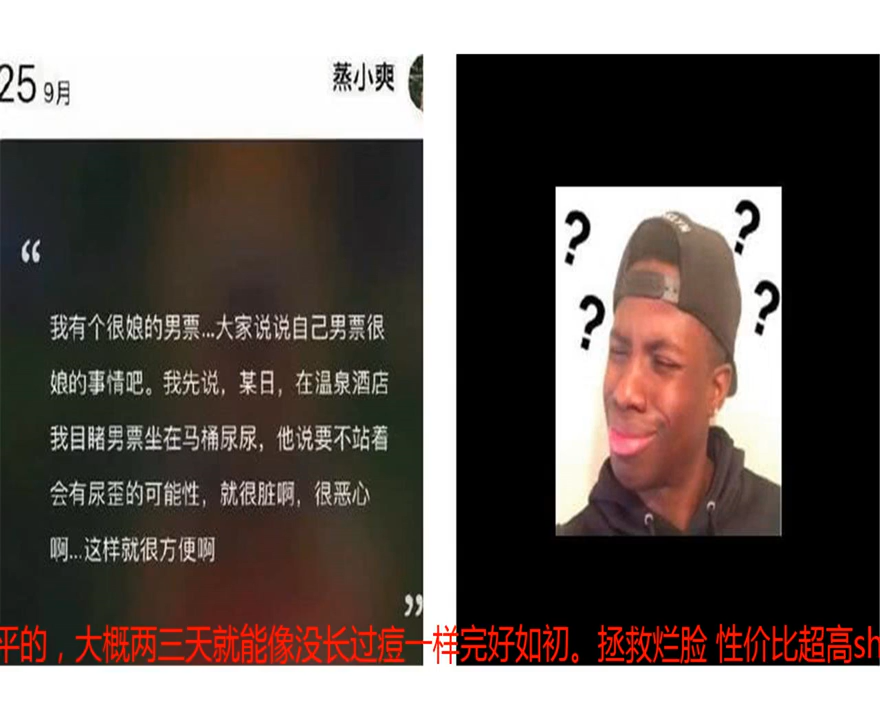 25 9月
蒸小爽
“
我有个很娘的男票...大家说说自己男票很
娘的事情吧。我先说，某日，在温泉酒店
我目睹男票坐在马桶尿尿，他说要不站着
会有尿歪的可能性，就很脏啊，很恶心
啊...这样就很方便啊
”
? ?
? ?
平的，大概两三天就能像没长过痘一样完好如初。拯救烂脸 性价比超高sh